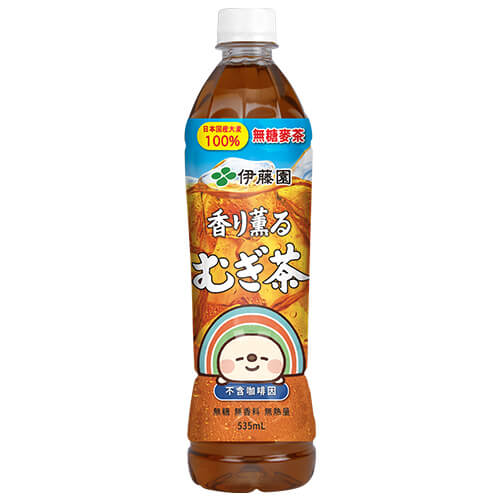 日本国産大麦
100%
無糖麥茶
伊藤園
香り薫る
むぎ茶
不含咖啡因
無糖 無香料 無熱量
535mL